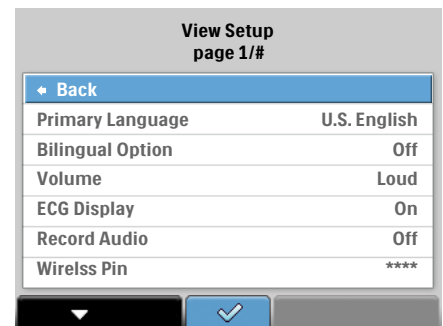 View Setup
page 1/#
Back
Primary Language U.S. English
Bilingual Option Off
Volume Loud
ECG Display On
Record Audio Off
Wirelss Pin ****